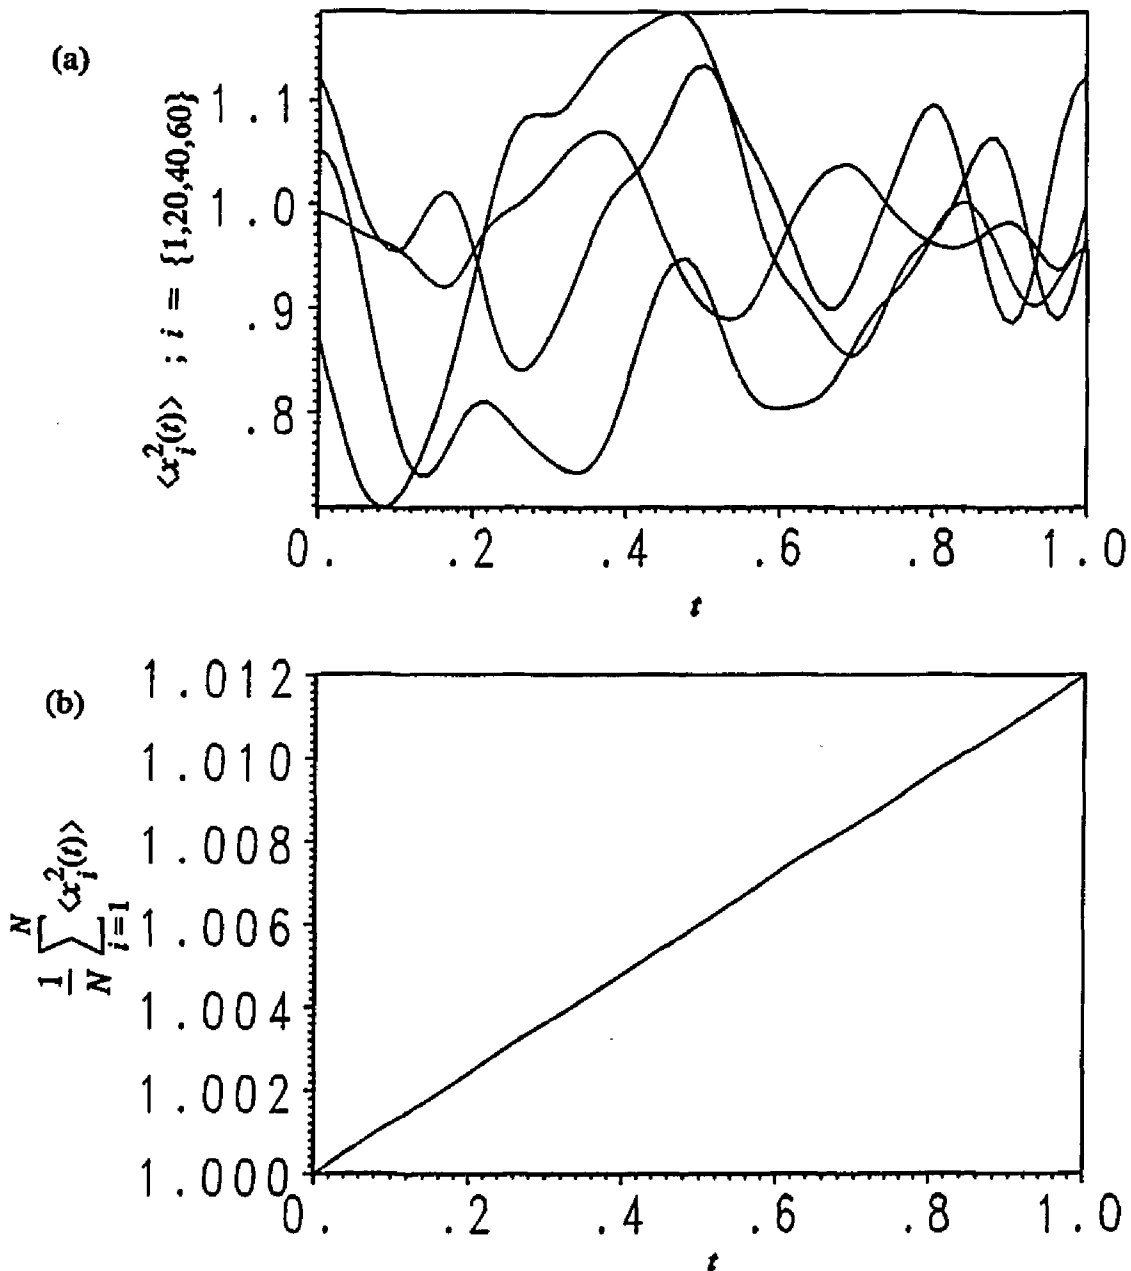 (a)
<x_i^2(t)> ; i = {1,20,40,60}
1.1
1.0
.9
.8
0. .2 .4 .6 .8 1.0
t
(b)
1/N ∑_{i=1}^{N} <x_i^2(t)>
1.012
1.010
1.008
1.006
1.004
1.002
1.000
0. .2 .4 .6 .8 1.0
t